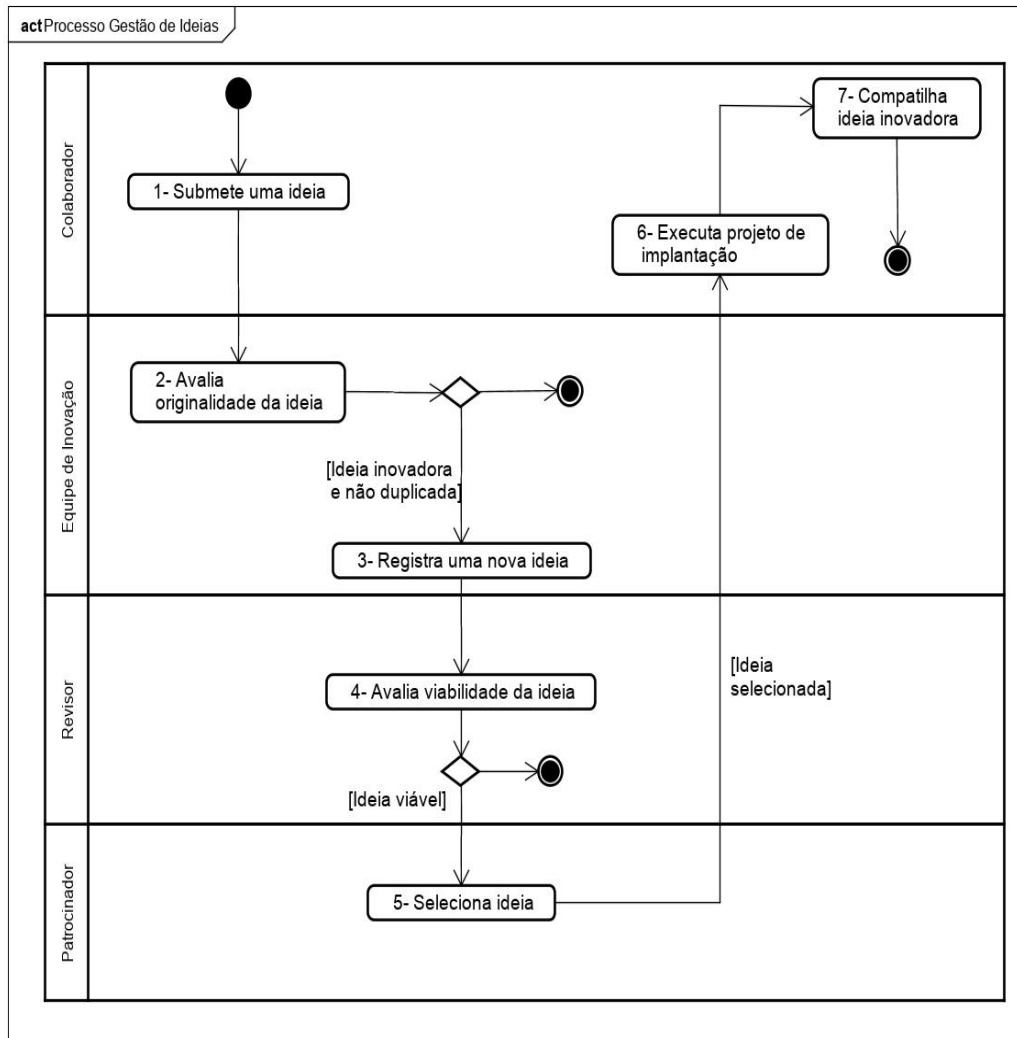 act Processo Gestão de Ideias
Colaborador
1- Submete uma ideia
7- Compatilha
ideia inovadora
6- Executa projeto de
implantação
Equipe de Inovação
2- Avalia
originalidade da ideia
[Ideia inovadora
e não duplicada]
3- Registra uma nova ideia
Revisor
4- Avalia viabilidade da ideia
[Ideia viável]
[Ideia
selecionada]
Patrocinador
5- Seleciona ideia